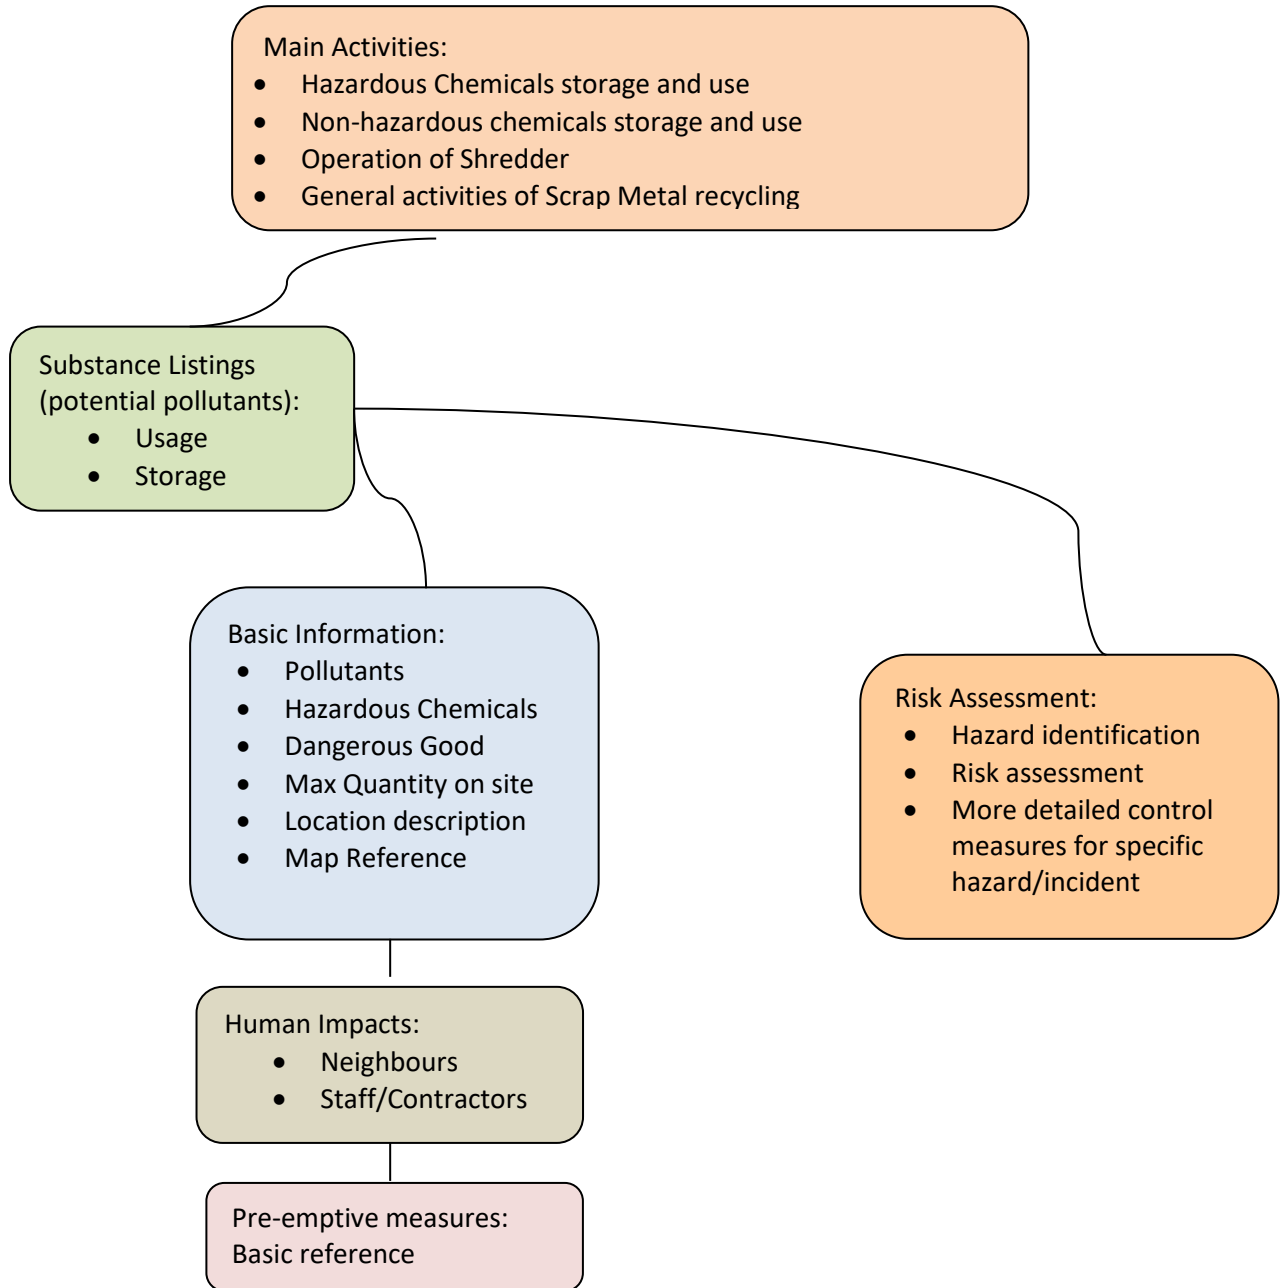 Main Activities:
• Hazardous Chemicals storage and use
• Non-hazardous chemicals storage and use
• Operation of Shredder
• General activities of Scrap Metal recycling
Substance Listings
(potential pollutants):
• Usage
• Storage
Basic Information:
• Pollutants
• Hazardous Chemicals
• Dangerous Good
• Max Quantity on site
• Location description
• Map Reference
Risk Assessment:
• Hazard identification
• Risk assessment
• More detailed control
measures for specific
hazard/incident
Human Impacts:
• Neighbours
• Staff/Contractors
Pre-emptive measures:
Basic reference